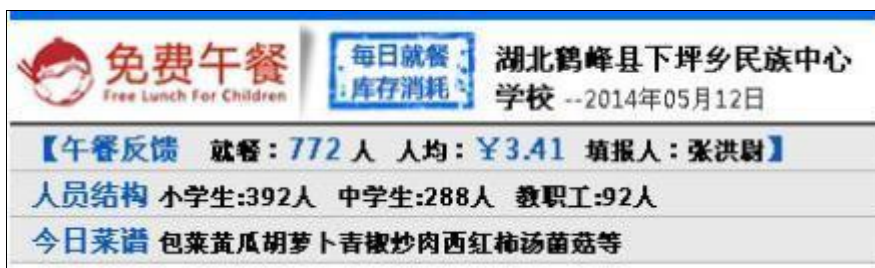 免费午餐
Free Lunch For Children
每日就餐
库存消耗
湖北鹤峰县下坪乡民族中心
学校 --2014年05月12日
【午餐反馈 就餐：772 人 人均：￥3.41 填报人：张洪尉】
人员结构 小学生:392人 中学生:288人 教职工:92人
今日菜谱 包菜黄瓜胡萝卜青椒炒肉西红柿汤菌菇等